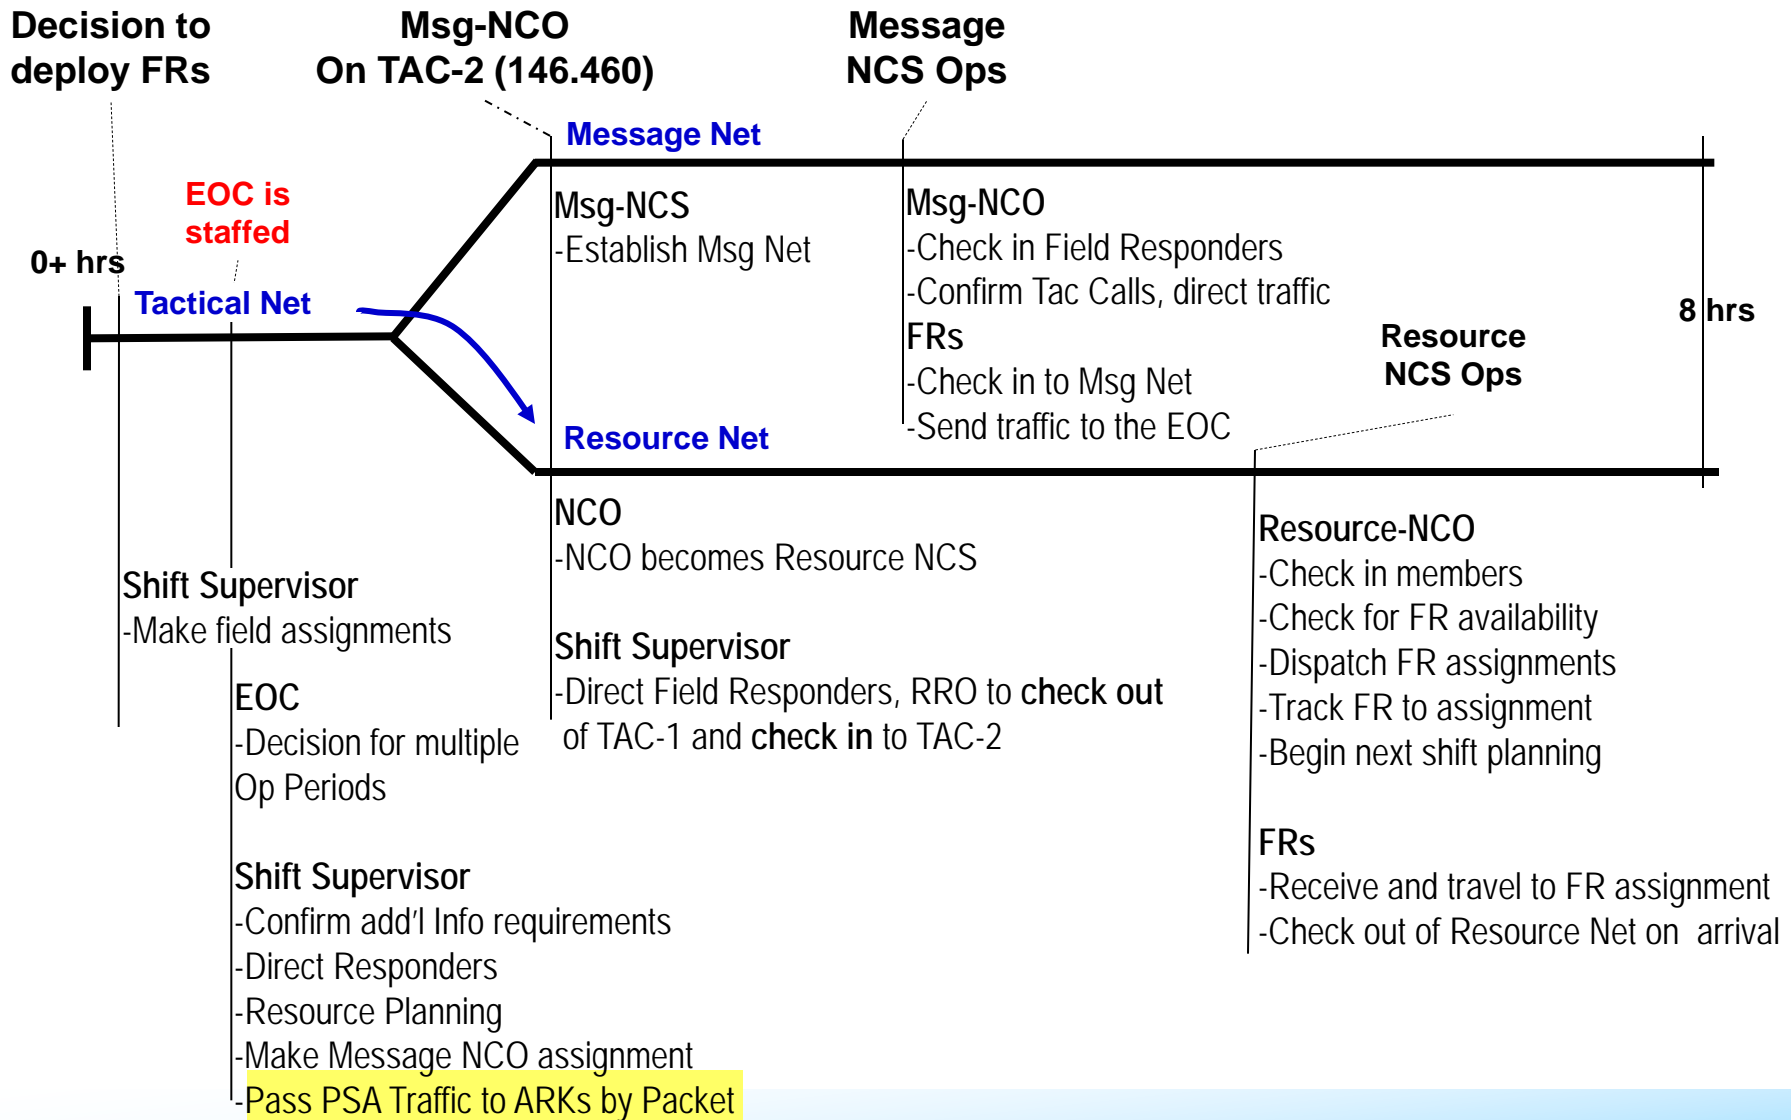 Decision to
deploy FRs
Msg-NCO
On TAC-2 (146.460)
Message
NCS Ops
Message Net
EOC is
staffed
0+ hrs
Tactical Net
Msg-NCS
-Establish Msg Net
Msg-NCO
-Check in Field Responders
-Confirm Tac Calls, direct traffic
FRs
-Check in to Msg Net
-Send traffic to the EOC
8 hrs
Resource
NCS Ops
Resource Net
Shift Supervisor
-Make field assignments
EOC
-Decision for multiple
Op Periods
Shift Supervisor
-Confirm add'l Info requirements
-Direct Responders
-Resource Planning
-Make Message NCO assignment
-Pass PSA Traffic to ARKs by Packet
NCO
-NCO becomes Resource NCS
Shift Supervisor
-Direct Field Responders, RRO to check out
of TAC-1 and check in to TAC-2
Resource-NCO
-Check in members
-Check for FR availability
-Dispatch FR assignments
-Track FR to assignment
-Begin next shift planning
FRs
-Receive and travel to FR assignment
-Check out of Resource Net on  arrival